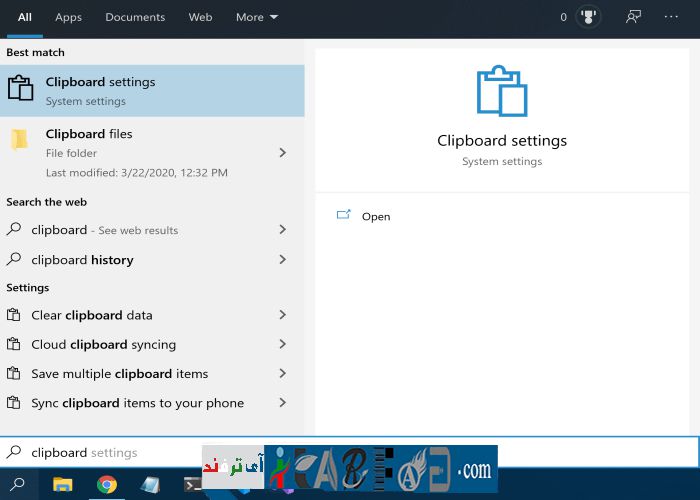 All Apps Documents Web More 0
Best match
Clipboard settings
System settings
Clipboard files
File folder
Last modified: 3/22/2020, 12:32 PM
Search the web
clipboard - See web results
clipboard history
Settings
Clear clipboard data
Cloud clipboard syncing
Save multiple clipboard items
Sync clipboard items to your phone
Clipboard settings
System settings
Open
clipboard settings
آی ترفند
.com